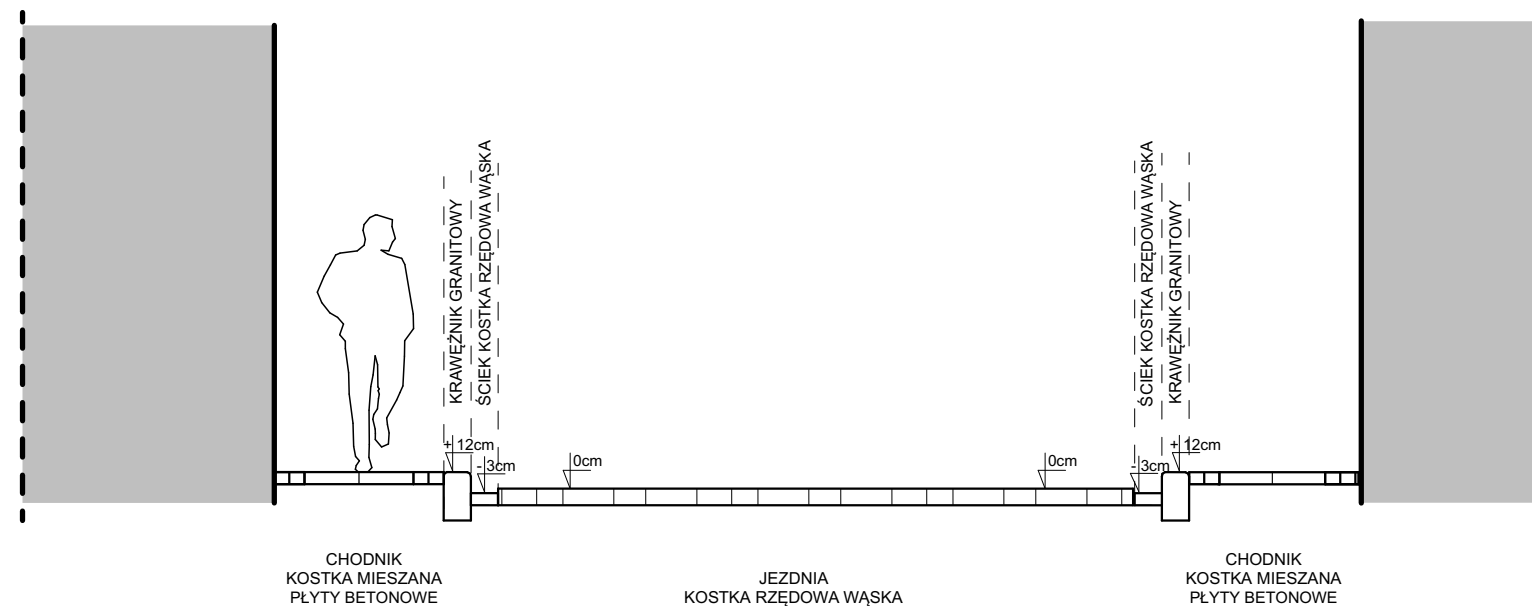 KRAWĘŻNIK GRANITOWY
ŚCIEK KOSTKA RZĘDOWA WĄSKA
ŚCIEK KOSTKA RZĘDOWA WĄSKA
KRAWĘŻNIK GRANITOWY
+ 12cm
- 3cm
0cm
0cm
- 3cm
+ 12cm
CHODNIK
KOSTKA MIESZANA
PŁYTY BETONOWE
JEZDNIA
KOSTKA RZĘDOWA WĄSKA
CHODNIK
KOSTKA MIESZANA
PŁYTY BETONOWE